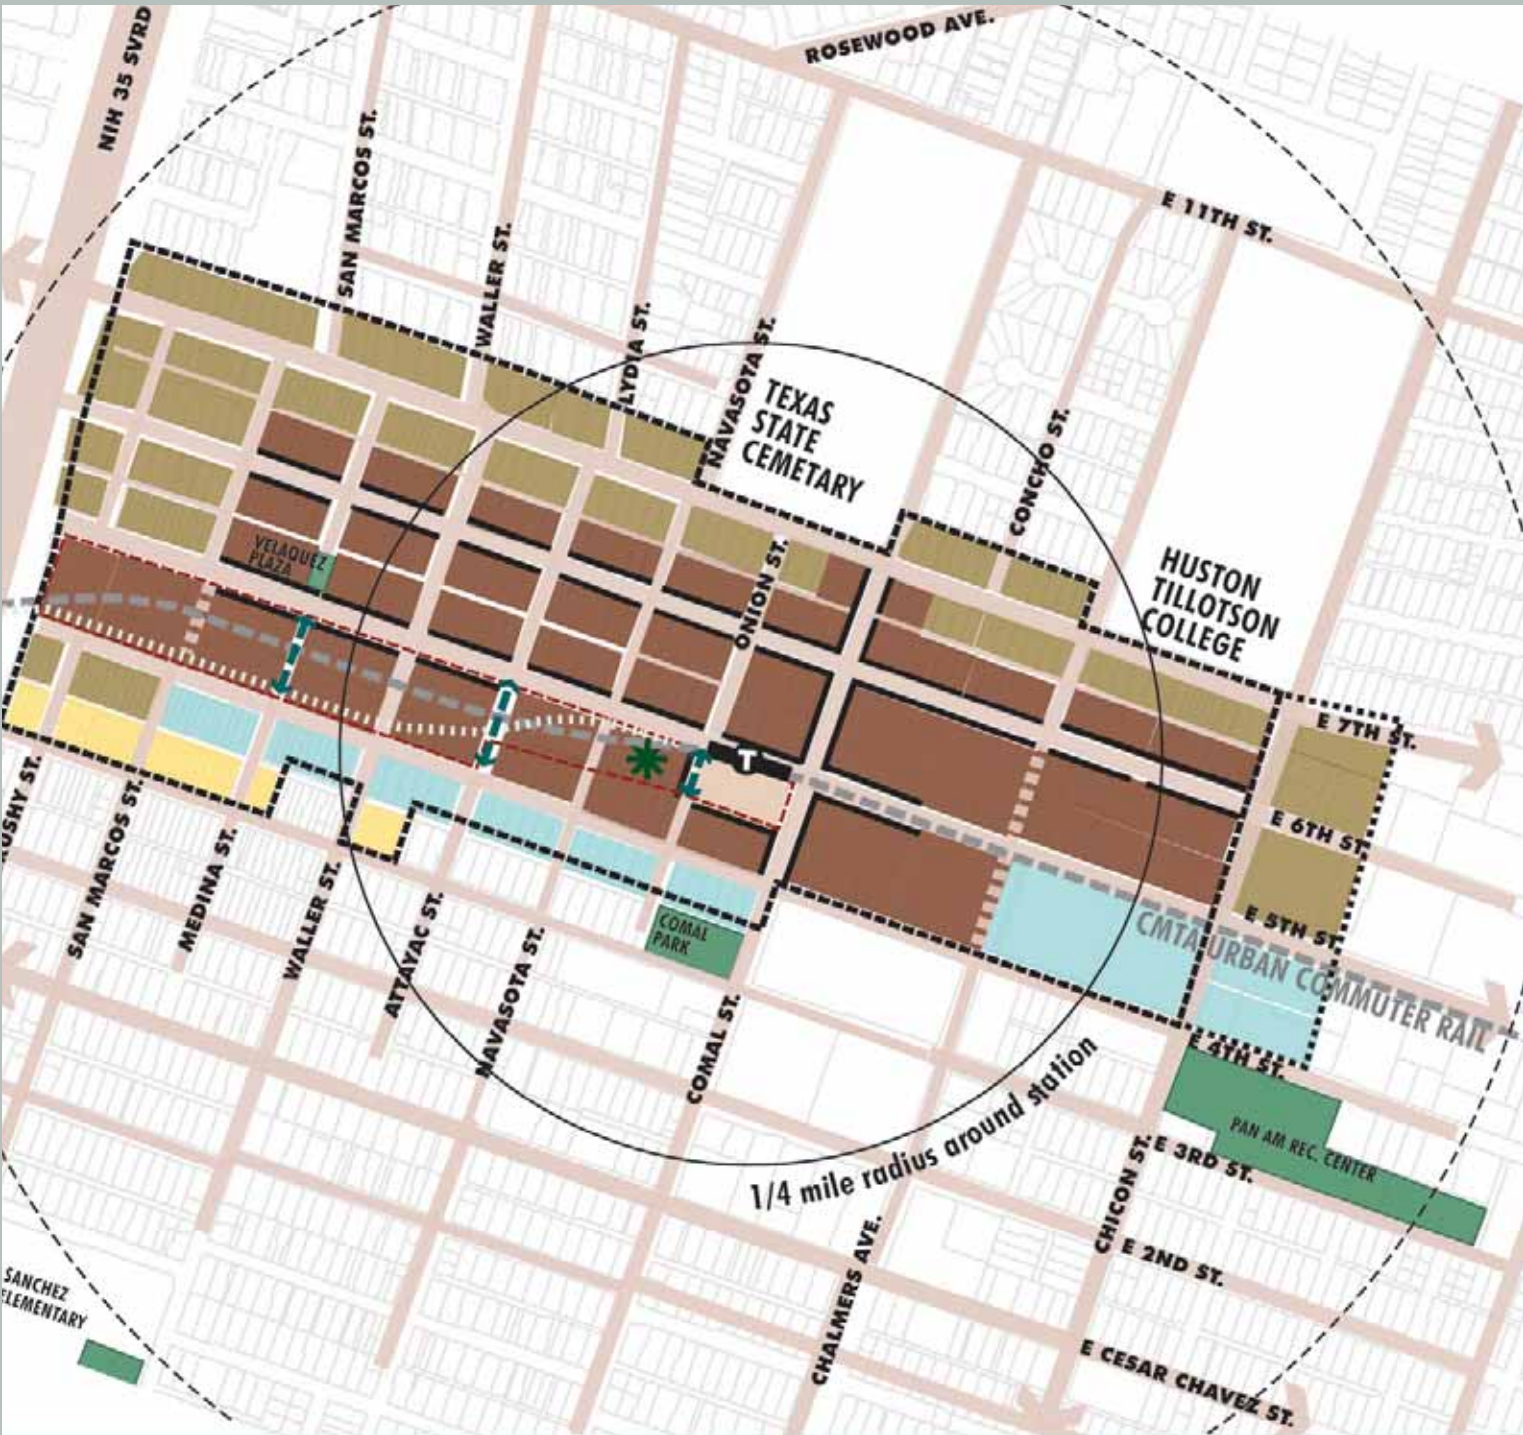 ROSEWOOD AVE.
NIH 35 SVRD
SAN MARCOS ST.
WALLER ST.
LYDIA ST.
NAVASOTA ST.
E 11TH ST.
TEXAS
STATE
CEMETARY
CONCHO ST.
HUSTON
TILLOTSON
COLLEGE
VELAQUEZ
PLAZA
ONION ST.
T
E 7TH ST.
E 6TH ST.
E 5TH ST.
CMTA URBAN COMMUTER RAIL
SAN MARCOS ST.
MEDINA ST.
WALLER ST.
ATTAYAC ST.
NAVASOTA ST.
COMAL
PARK
COMAL ST.
E 4TH ST.
1/4 mile radius around station
PAN AM REC. CENTER
E 3RD ST.
CHICON ST.
E 2ND ST.
CHALMERS AVE.
SANCHEZ
ELEMENTARY
E CESAR CHAVEZ ST.